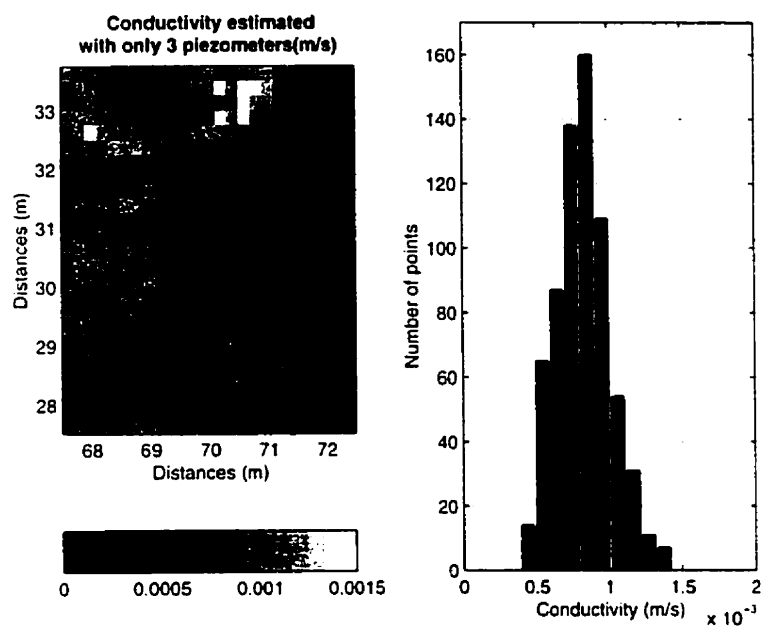 Conductivity estimated
with only 3 piezometers(m/s)
33
32
31
30
29
28
Distances (m)
68 69 70 71 72
Distances (m)
0 0.0005 0.001 0.0015
160
140
120
100
80
60
40
20
0
Number of points
0 0.5 1 1.5 2
Conductivity (m/s)
x 10⁻³